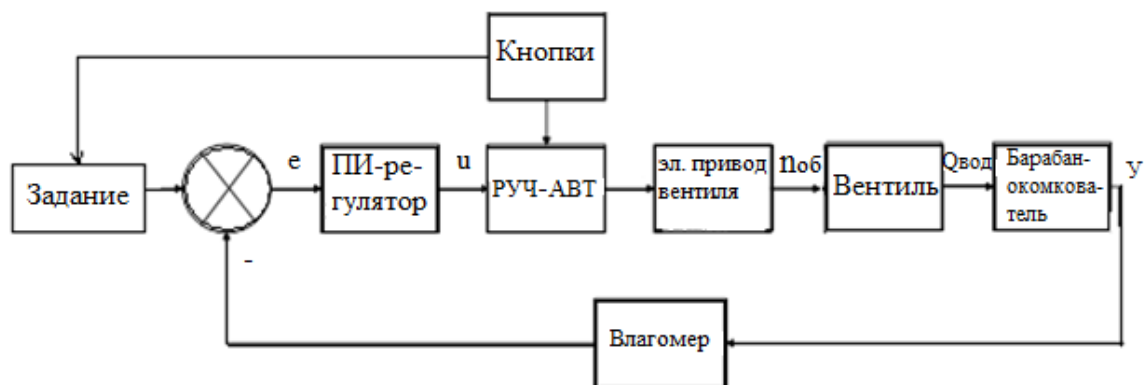 Кнопки
Задание
e
ПИ-ре-
гулятор
u
РУЧ-АВТ
эл. привод
вентиля
nоб
Вентиль
Qвод
Барабан-
окомкова-
тель
У
-
Влагомер